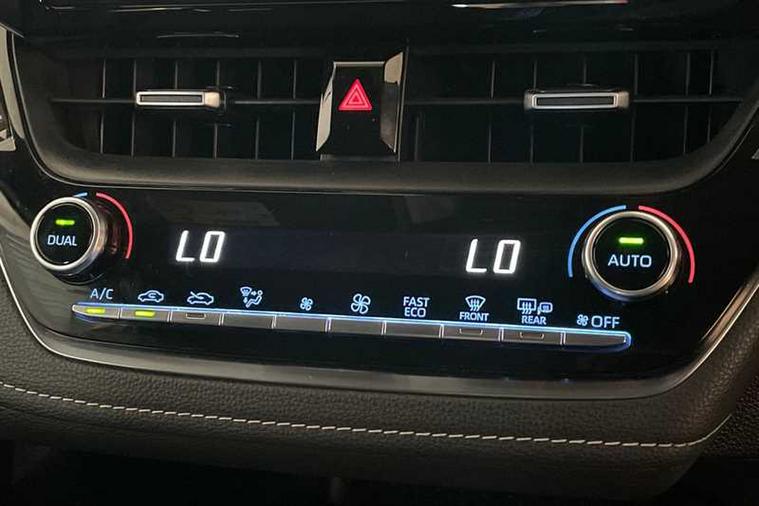 DUAL
LO
LO
AUTO
A/C
FAST
ECO
FRONT
REAR
OFF